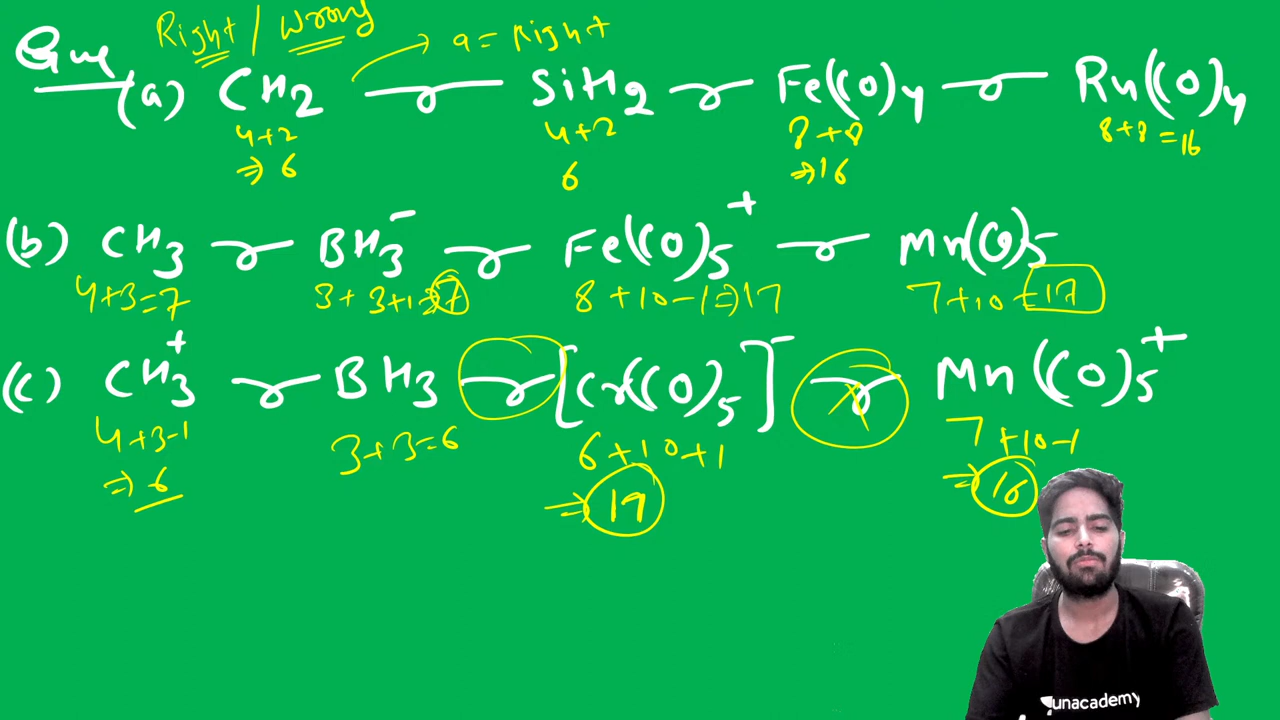 Que Right / Wrong
a = Right
(a) CH2 SiH2 Fe(CO)4 Ru(CO)4
4+2 4+2 8+8 8+8 = 16
⇒ 6 6 ⇒ 16
(b) CH3 BH3⁻ Fe(CO)5⁺ Mn(CO)5
4+3=7 3+3+1⇒7 8+10-1⇒17 7+10=17
(c) CH3⁺ BH3 [Cr(CO)5]⁻ Mn(CO)5⁺
4+3-1 3+3=6 6+10+1 7+10-1
⇒ 6 ⇒ 17 ⇒ 16
unacademy